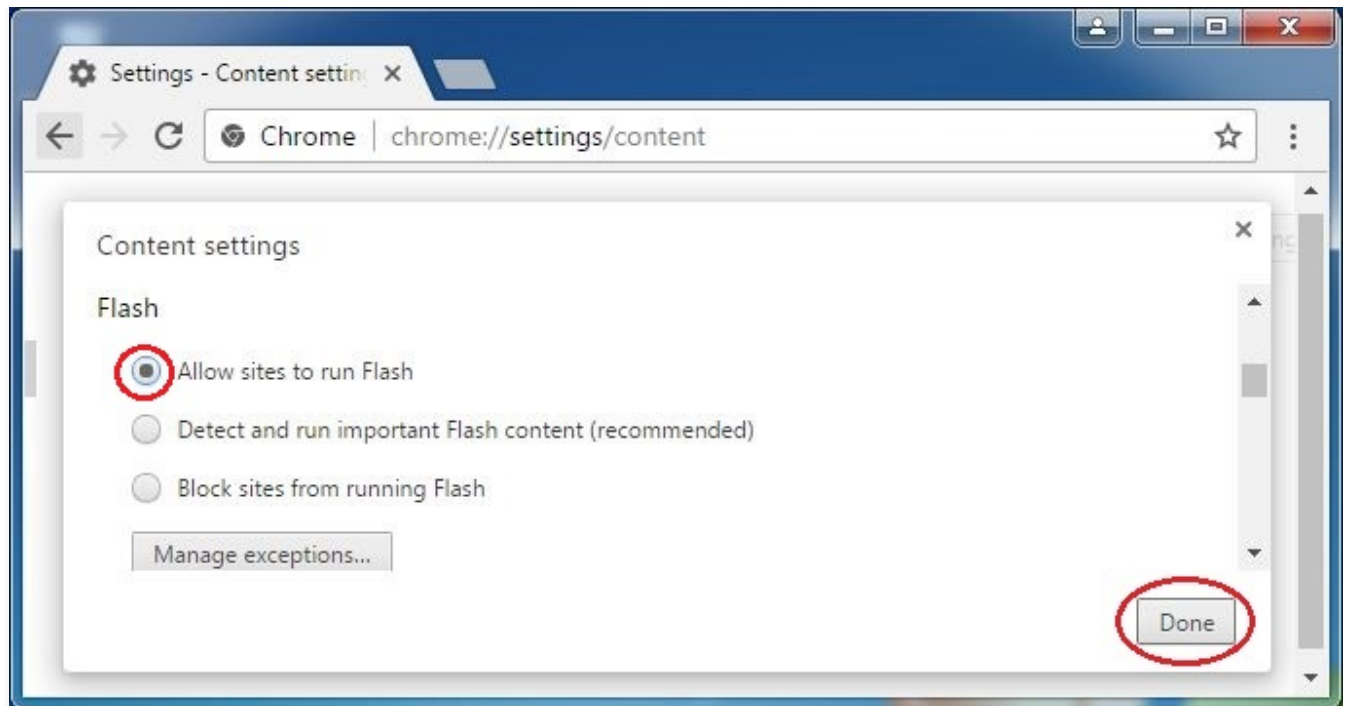 Settings - Content settin
Chrome | chrome://settings/content
Content settings
Flash
Allow sites to run Flash
Detect and run important Flash content (recommended)
Block sites from running Flash
Manage exceptions...
Done